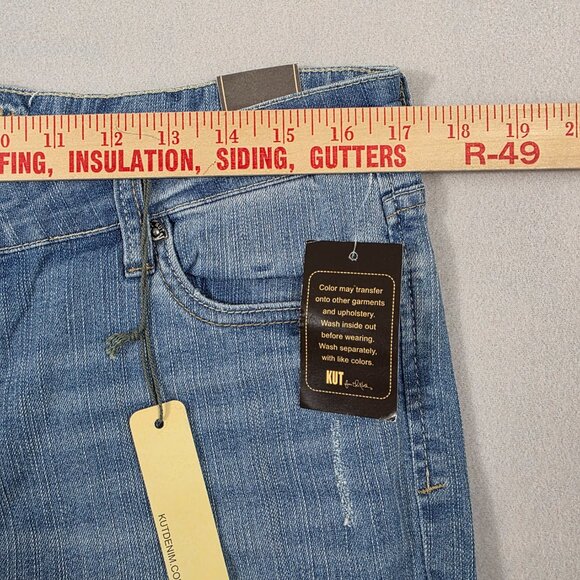 0 11 12 13 14 15 16 17 18 19 2
FING, INSULATION, SIDING, GUTTERS R-49
Color may transfer
onto other garments
and upholstery.
Wash inside out
before wearing.
Wash separately,
with like colors.
KUT
KUTDENIM.CO